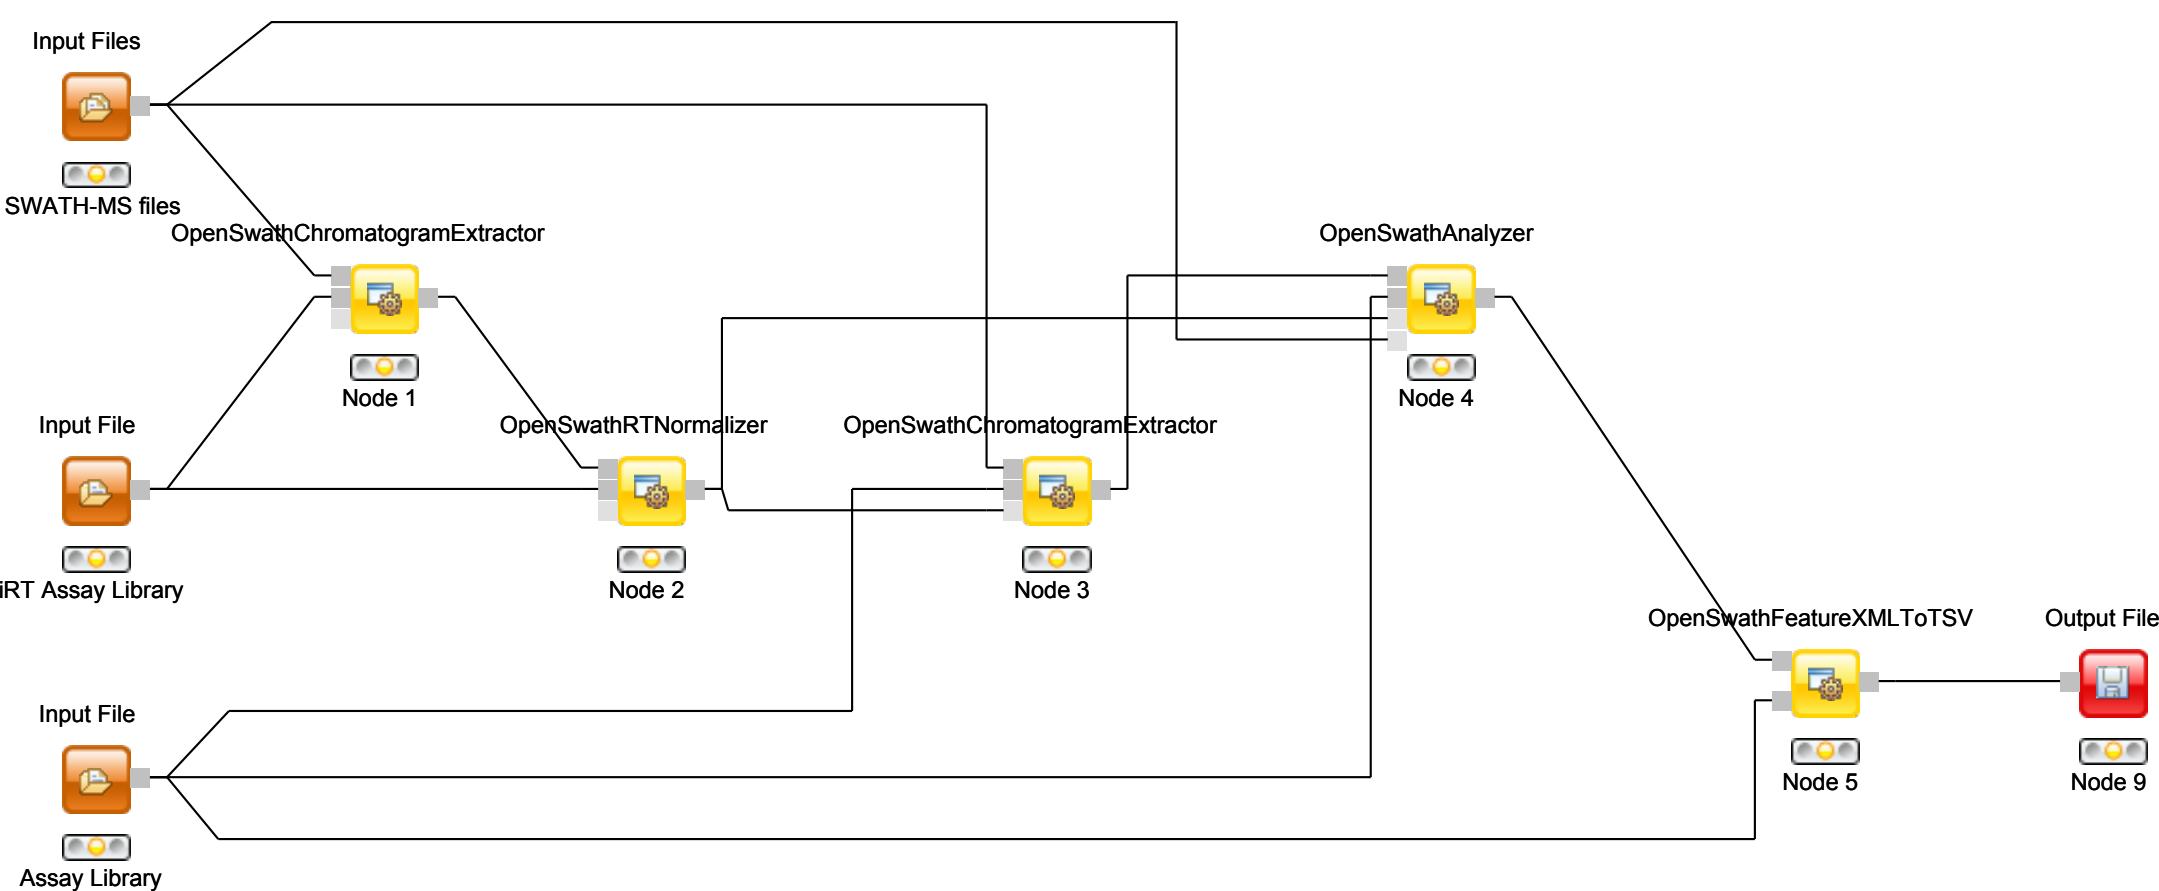 Input Files
SWATH-MS files
OpenSwathChromatogramExtractor
Node 1
OpenSwathAnalyzer
Node 4
Input File
iRT Assay Library
OpenSwathRTNormalizer
Node 2
OpenSwathChromatogramExtractor
Node 3
OpenSwathFeatureXMLToTSV
Node 5
Output File
Node 9
Input File
Assay Library